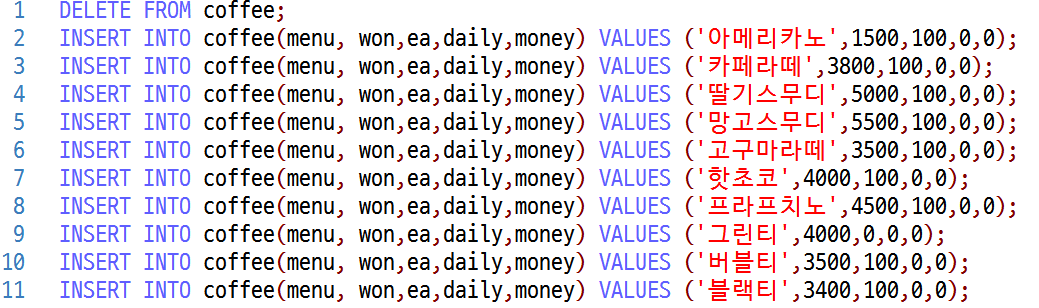 1 DELETE FROM coffee;
2 INSERT INTO coffee(menu, won,ea,daily,money) VALUES ('아메리카노',1500,100,0,0);
3 INSERT INTO coffee(menu, won,ea,daily,money) VALUES ('카페라떼',3800,100,0,0);
4 INSERT INTO coffee(menu, won,ea,daily,money) VALUES ('딸기스무디',5000,100,0,0);
5 INSERT INTO coffee(menu, won,ea,daily,money) VALUES ('망고스무디',5500,100,0,0);
6 INSERT INTO coffee(menu, won,ea,daily,money) VALUES ('고구마라떼',3500,100,0,0);
7 INSERT INTO coffee(menu, won,ea,daily,money) VALUES ('핫초코',4000,100,0,0);
8 INSERT INTO coffee(menu, won,ea,daily,money) VALUES ('프라프치노',4500,100,0,0);
9 INSERT INTO coffee(menu, won,ea,daily,money) VALUES ('그린티',4000,0,0,0);
10 INSERT INTO coffee(menu, won,ea,daily,money) VALUES ('버블티',3500,100,0,0);
11 INSERT INTO coffee(menu, won,ea,daily,money) VALUES ('블랙티',3400,100,0,0);